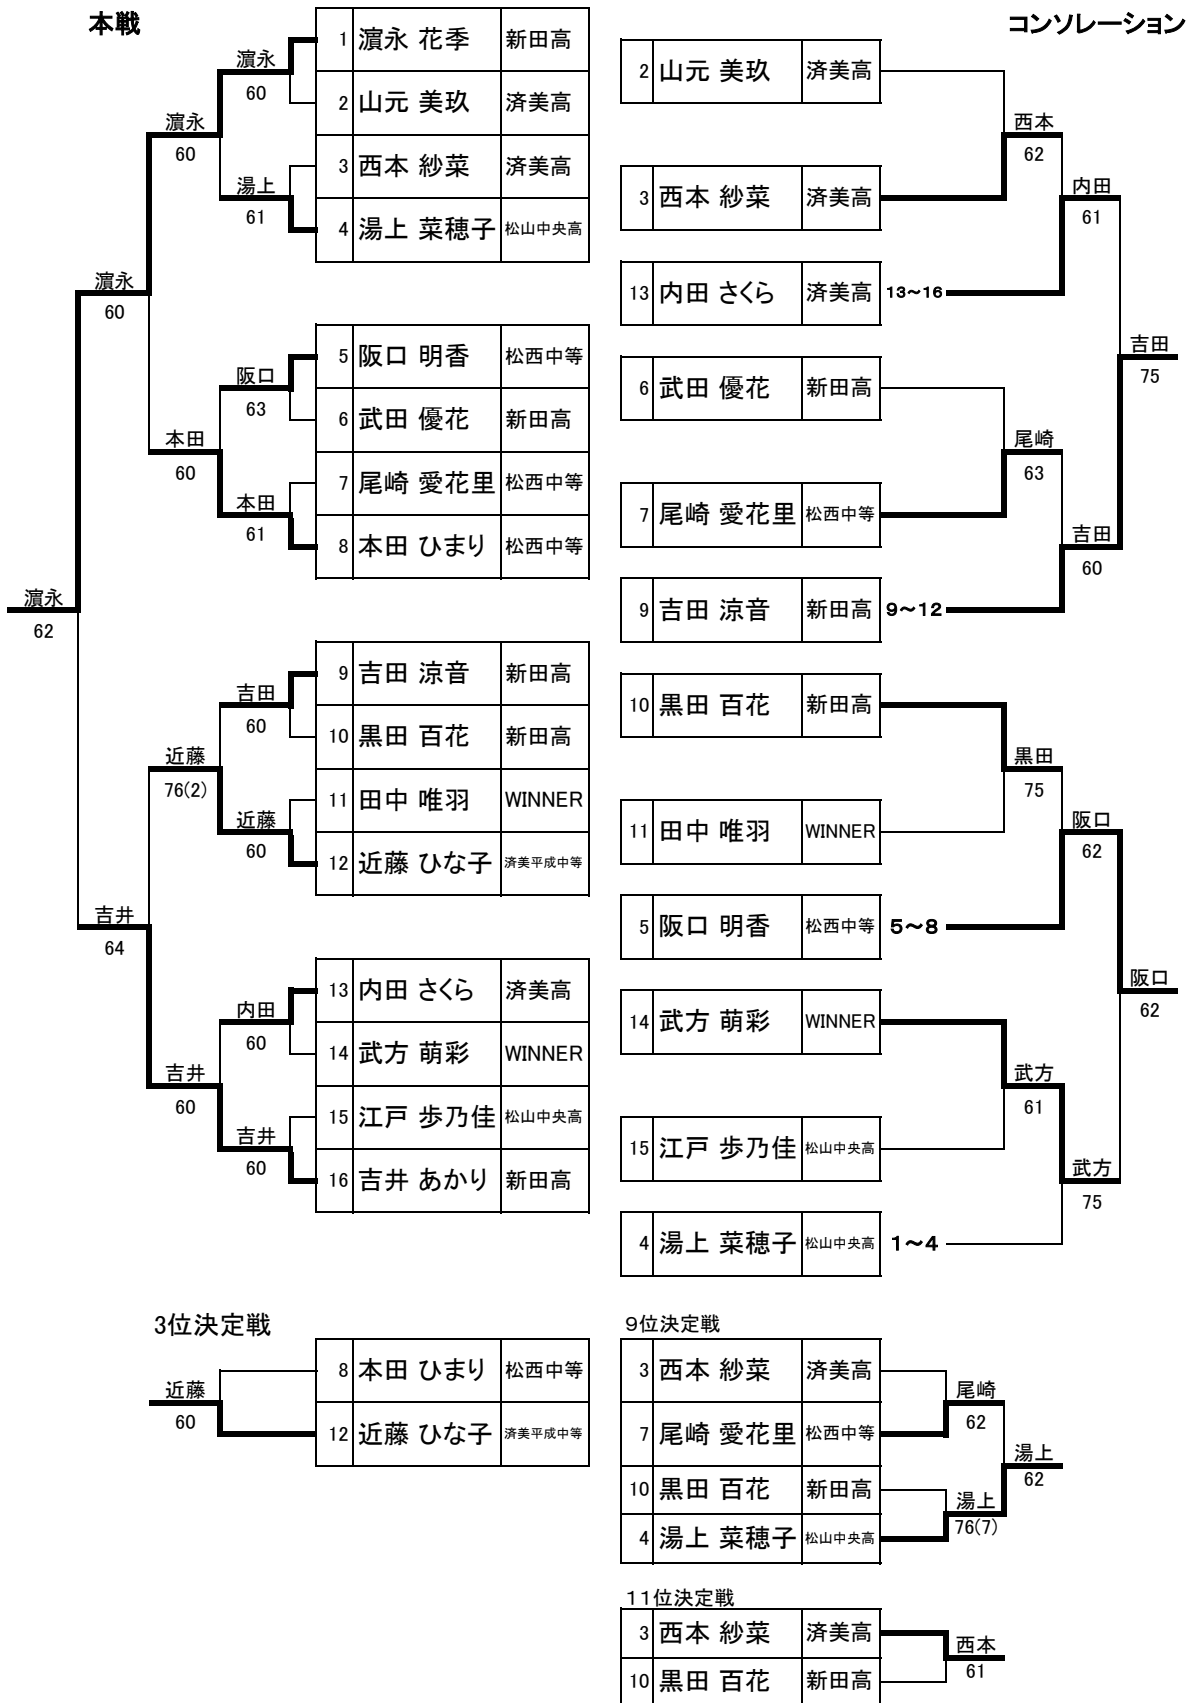 本戦
1 濵永 花季 新田高
2 山元 美玖 済美高
3 西本 紗菜 済美高
4 湯上 菜穂子 松山中央高
5 阪口 明香 松西中等
6 武田 優花 新田高
7 尾崎 愛花里 松西中等
8 本田 ひまり 松西中等
9 吉田 涼音 新田高
10 黒田 百花 新田高
11 田中 唯羽 WINNER
12 近藤 ひな子 済美平成中等
13 内田 さくら 済美高
14 武方 萌彩 WINNER
15 江戸 歩乃佳 松山中央高
16 吉井 あかり 新田高
濵永
60
湯上
61
阪口
63
本田
61
吉田
60
近藤
60
内田
60
吉井
60
濵永
60
本田
60
近藤
76(2)
吉井
60
濵永
60
吉井
64
濵永
62
コンソレーション
2 山元 美玖 済美高
3 西本 紗菜 済美高
13 内田 さくら 済美高 13~16
6 武田 優花 新田高
7 尾崎 愛花里 松西中等
9 吉田 涼音 新田高 9~12
10 黒田 百花 新田高
11 田中 唯羽 WINNER
5 阪口 明香 松西中等 5~8
14 武方 萌彩 WINNER
15 江戸 歩乃佳 松山中央高
4 湯上 菜穂子 松山中央高 1~4
西本
62
尾崎
63
黒田
75
武方
61
内田
61
吉田
60
阪口
62
武方
75
吉田
75
阪口
62
3位決定戦
8 本田 ひまり 松西中等
12 近藤 ひな子 済美平成中等
近藤
60
9位決定戦
3 西本 紗菜 済美高
7 尾崎 愛花里 松西中等
10 黒田 百花 新田高
4 湯上 菜穂子 松山中央高
尾崎
62
湯上
76(7)
湯上
62
11位決定戦
3 西本 紗菜 済美高
10 黒田 百花 新田高
西本
61